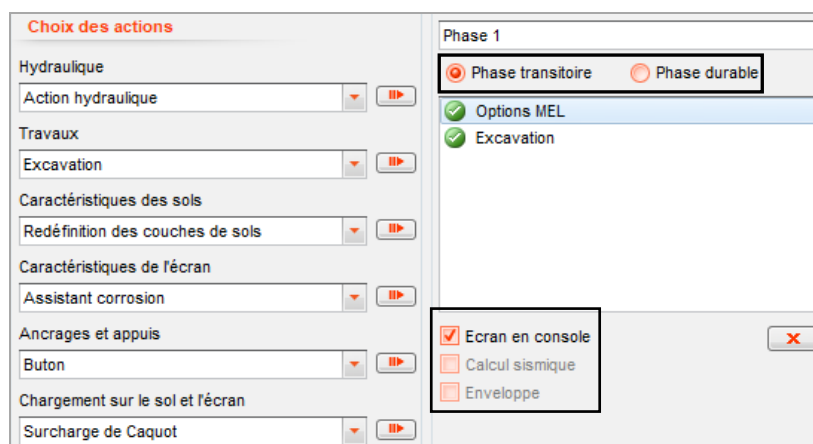 Choix des actions
Hydraulique
Action hydraulique
Travaux
Excavation
Caractéristiques des sols
Redéfinition des couches de sols
Caractéristiques de l'écran
Assistant corrosion
Ancrages et appuis
Buton
Chargement sur le sol et l'écran
Surcharge de Caquot
Phase 1
Phase transitoire Phase durable
Options MEL
Excavation
Ecran en console
Calcul sismique
Enveloppe